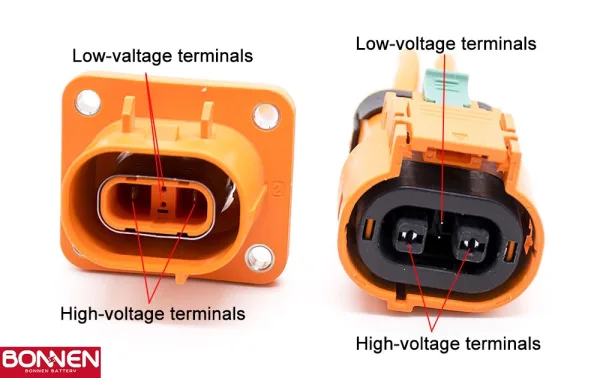 Low-valtage terminals
Low-voltage terminals
High-voltage terminals
High-voltage terminals
BONNEN
BONNEN BATTERY